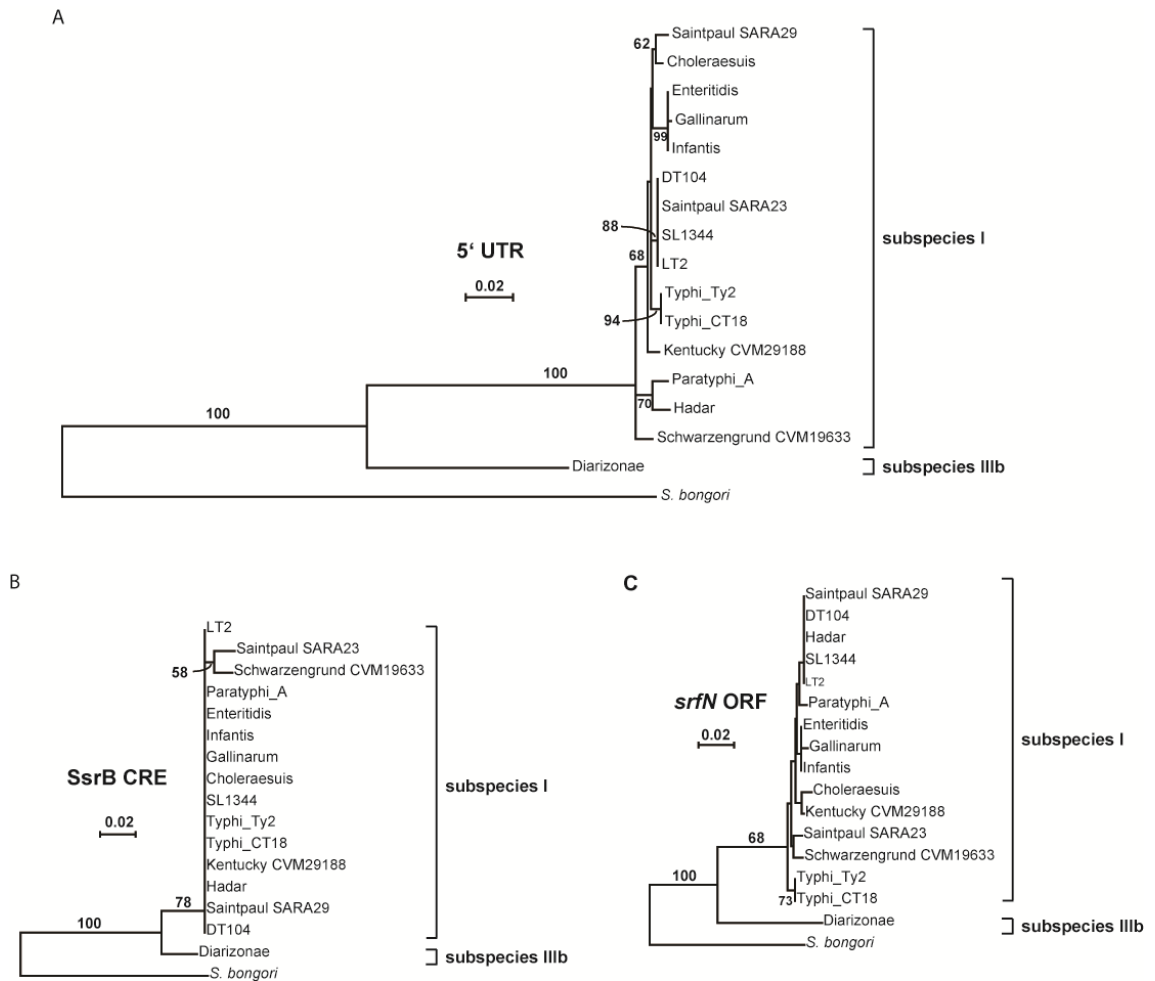 A
Saintpaul SARA29
62
Choleraesuis
Enteritidis
Gallinarum
99
Infantis
DT104
Saintpaul SARA23
88
SL1344
subspecies I
5‘ UTR
68
LT2
0.02
Typhi_Ty2
94
Typhi_CT18
Kentucky CVM29188
100
Paratyphi_A
70
Hadar
100
Schwarzengrund CVM19633
Diarizonae
subspecies IIIb
S. bongori
B
LT2
Saintpaul SARA23
58
Schwarzengrund CVM19633
Paratyphi_A
Enteritidis
Infantis
Gallinarum
SsrB CRE
Choleraesuis
subspecies I
SL1344
0.02
Typhi_Ty2
Typhi_CT18
Kentucky CVM29188
Hadar
78
Saintpaul SARA29
100
DT104
Diarizonae
subspecies IIIb
S. bongori
C
Saintpaul SARA29
DT104
Hadar
SL1344
LT2
srfN ORF
Paratyphi_A
Enteritidis
0.02
Gallinarum
subspecies I
Infantis
Choleraesuis
Kentucky CVM29188
68
Saintpaul SARA23
Schwarzengrund CVM19633
100
Typhi_Ty2
73
Typhi_CT18
Diarizonae
subspecies IIIb
S. bongori